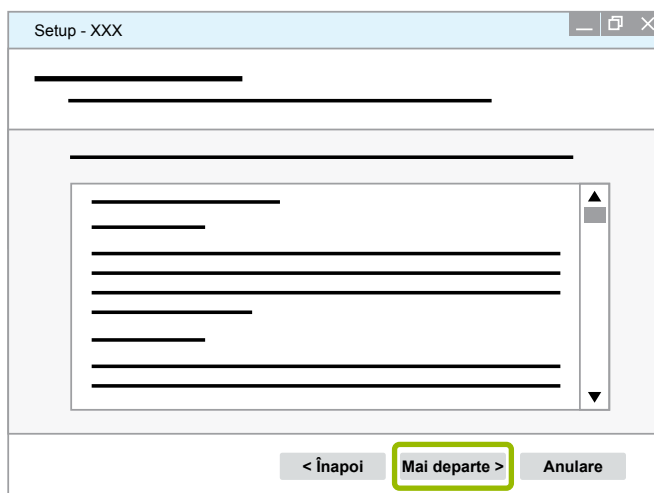 Setup - XXX
< Înapoi Mai departe > Anulare